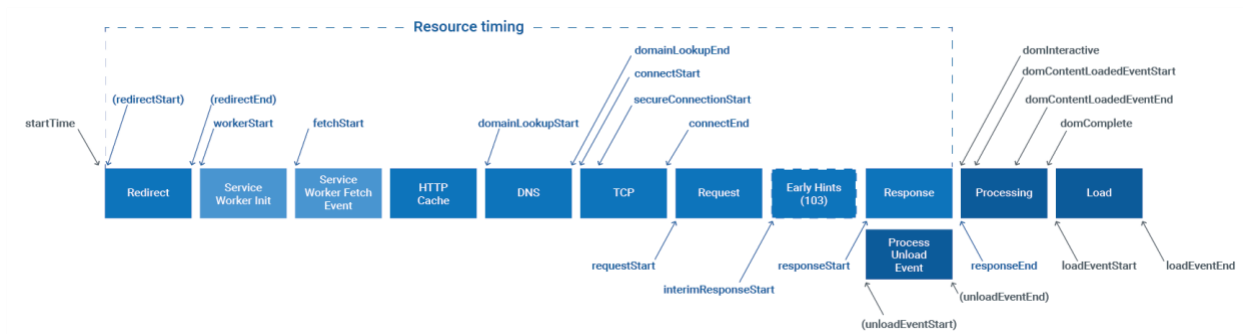 Resource timing
domainLookupEnd
domInteractive
connectStart
domContentLoadedEventStart
(redirectStart)
(redirectEnd)
secureConnectionStart
domContentLoadedEventEnd
startTime
workerStart
fetchStart
domainLookupStart
connectEnd
domComplete
Redirect
Service
Worker Init
Service
Worker Fetch
Event
HTTP
Cache
DNS
TCP
Request
Early Hints
(103)
Response
Processing
Load
Process
Unload
Event
requestStart
responseStart
responseEnd
loadEventStart
loadEventEnd
interimResponseStart
(unloadEventEnd)
(unloadEventStart)